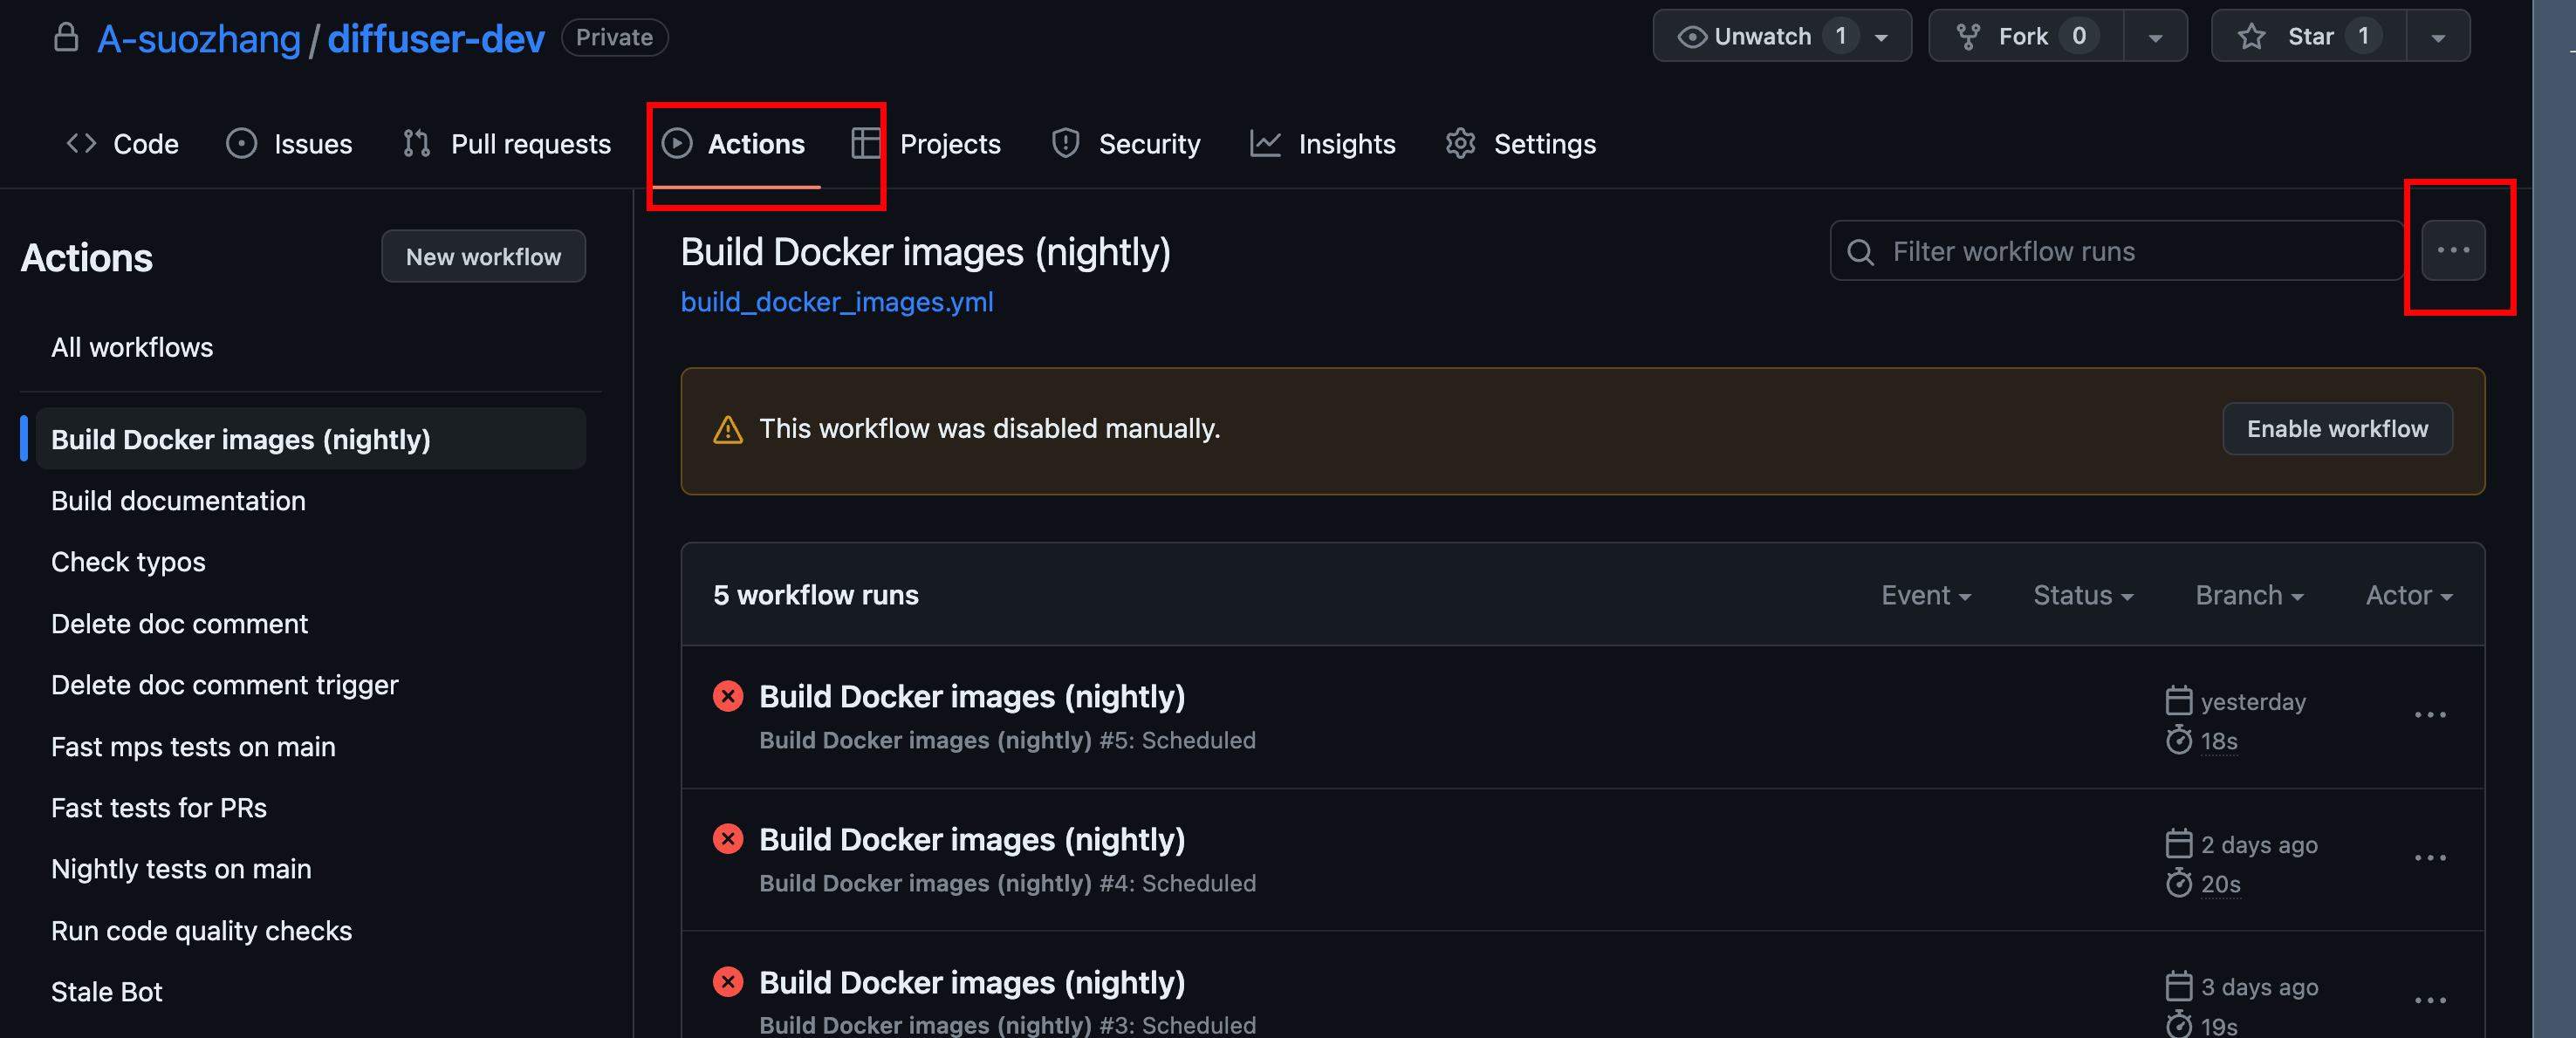 A-suozhang / diffuser-dev Private Unwatch 1 Fork 0 Star 1
Code Issues Pull requests Actions Projects Security Insights Settings
Actions
New workflow
All workflows
Build Docker images (nightly)
Build documentation
Check typos
Delete doc comment
Delete doc comment trigger
Fast mps tests on main
Fast tests for PRs
Nightly tests on main
Run code quality checks
Stale Bot
Build Docker images (nightly)
build_docker_images.yml
Filter workflow runs
This workflow was disabled manually.
Enable workflow
5 workflow runs Event Status Branch Actor
Build Docker images (nightly)
Build Docker images (nightly) #5: Scheduled
yesterday
18s
Build Docker images (nightly)
Build Docker images (nightly) #4: Scheduled
2 days ago
20s
Build Docker images (nightly)
Build Docker images (nightly) #3: Scheduled
3 days ago
19s